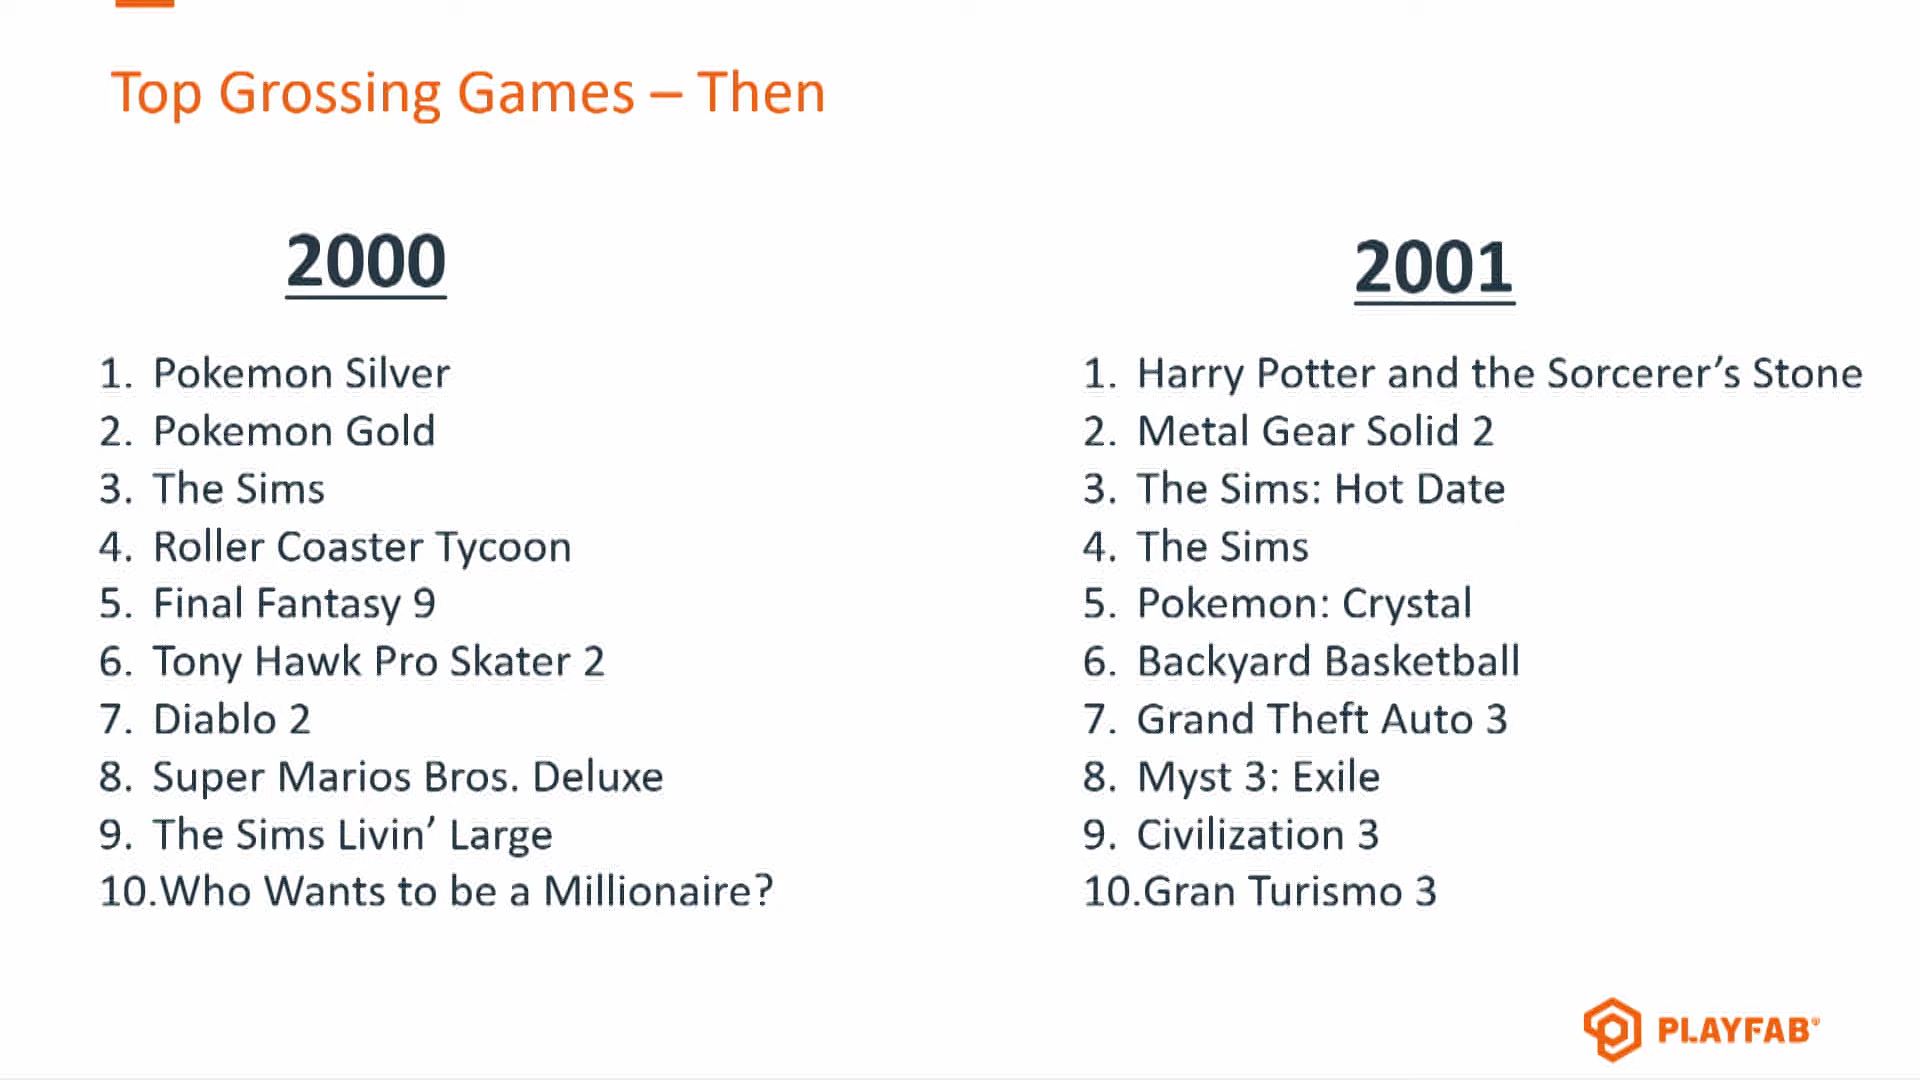 Top Grossing Games – Then
2000
1. Pokemon Silver
2. Pokemon Gold
3. The Sims
4. Roller Coaster Tycoon
5. Final Fantasy 9
6. Tony Hawk Pro Skater 2
7. Diablo 2
8. Super Marios Bros. Deluxe
9. The Sims Livin’ Large
10.Who Wants to be a Millionaire?
2001
1. Harry Potter and the Sorcerer’s Stone
2. Metal Gear Solid 2
3. The Sims: Hot Date
4. The Sims
5. Pokemon: Crystal
6. Backyard Basketball
7. Grand Theft Auto 3
8. Myst 3: Exile
9. Civilization 3
10.Gran Turismo 3
PLAYFAB®